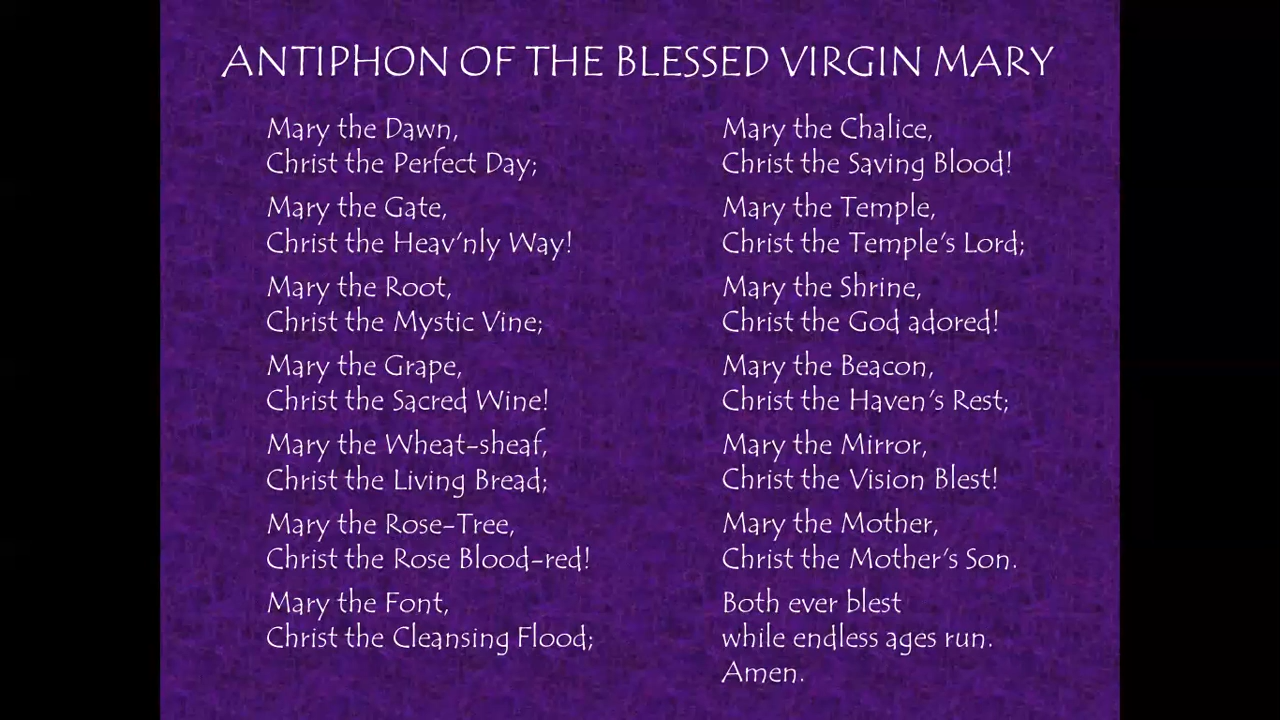 ANTIPHON OF THE BLESSED VIRGIN MARY
Mary the Dawn,
Christ the Perfect Day;
Mary the Gate,
Christ the Heav'nly Way!
Mary the Root,
Christ the Mystic Vine;
Mary the Grape,
Christ the Sacred Wine!
Mary the Wheat-sheaf,
Christ the Living Bread;
Mary the Rose-Tree,
Christ the Rose Blood-red!
Mary the Font,
Christ the Cleansing Flood;
Mary the Chalice,
Christ the Saving Blood!
Mary the Temple,
Christ the Temple's Lord;
Mary the Shrine,
Christ the God adored!
Mary the Beacon,
Christ the Haven's Rest;
Mary the Mirror,
Christ the Vision Blest!
Mary the Mother,
Christ the Mother's Son.
Both ever blest
while endless ages run.
Amen.